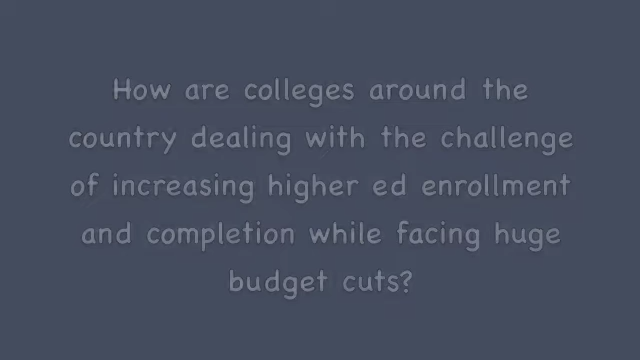 How are colleges around the
country dealing with the challenge
of increasing higher ed enrollment
and completion while facing huge
budget cuts?